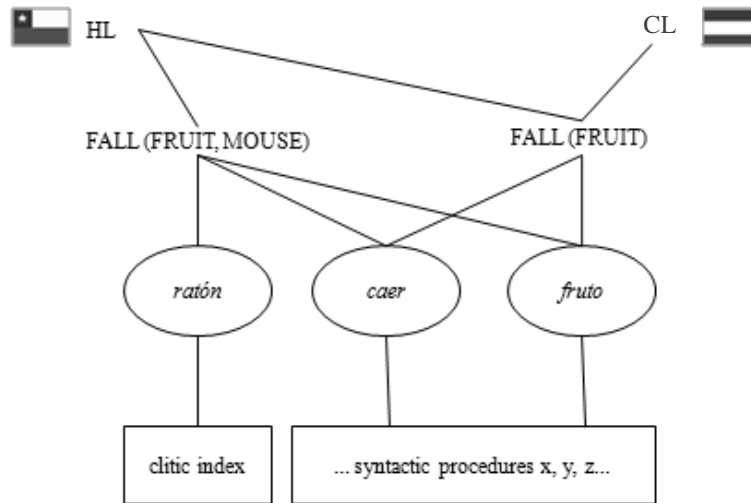 HL
CL
FALL (FRUIT, MOUSE)
FALL (FRUIT)
ratón
caer
fruto
clitic index
... syntactic procedures x, y, z...